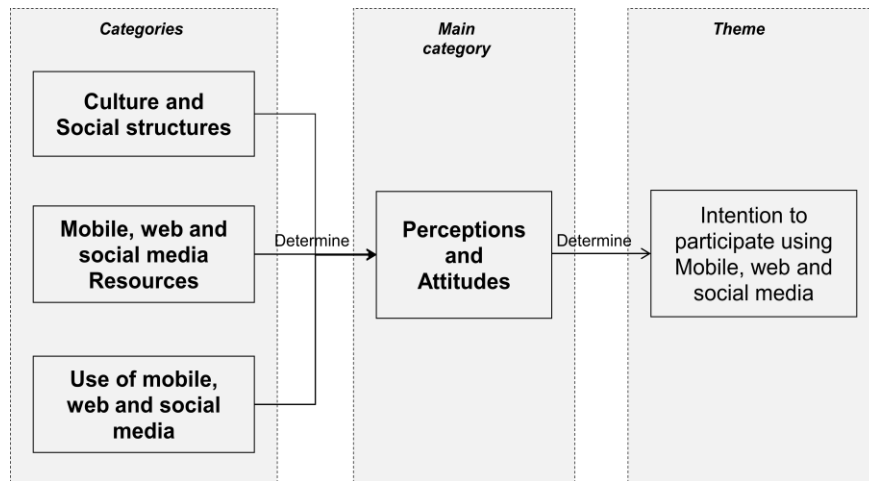 Categories
Culture and
Social structures
Mobile, web and
social media
Resources
Use of mobile,
web and social
media
Determine
Main
category
Perceptions
and
Attitudes
Determine
Theme
Intention to
participate using
Mobile, web and
social media